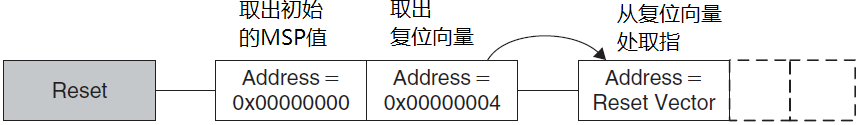 取出初始
的MSP值
取出
复位向量
从复位向量
处取指
Reset
Address =
0x00000000
Address =
0x00000004
Address =
Reset Vector